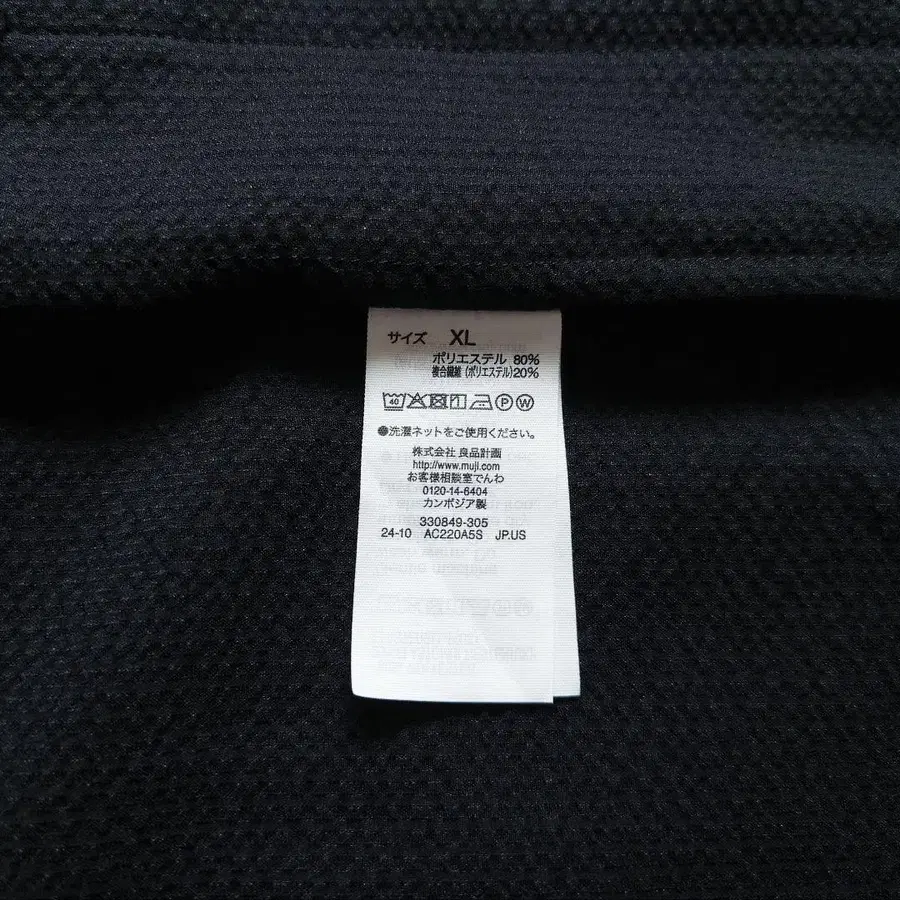 サイズ XL
ポリエステル 80%
複合繊維 (ポリエステル) 20%
40 P W
●洗濯ネットをご使用ください。
株式会社 良品計画
http://www.muji.com
お客様相談室でんわ
0120-14-6404
カンボジア製
330849-305
24-10 AC220A5S JP.US